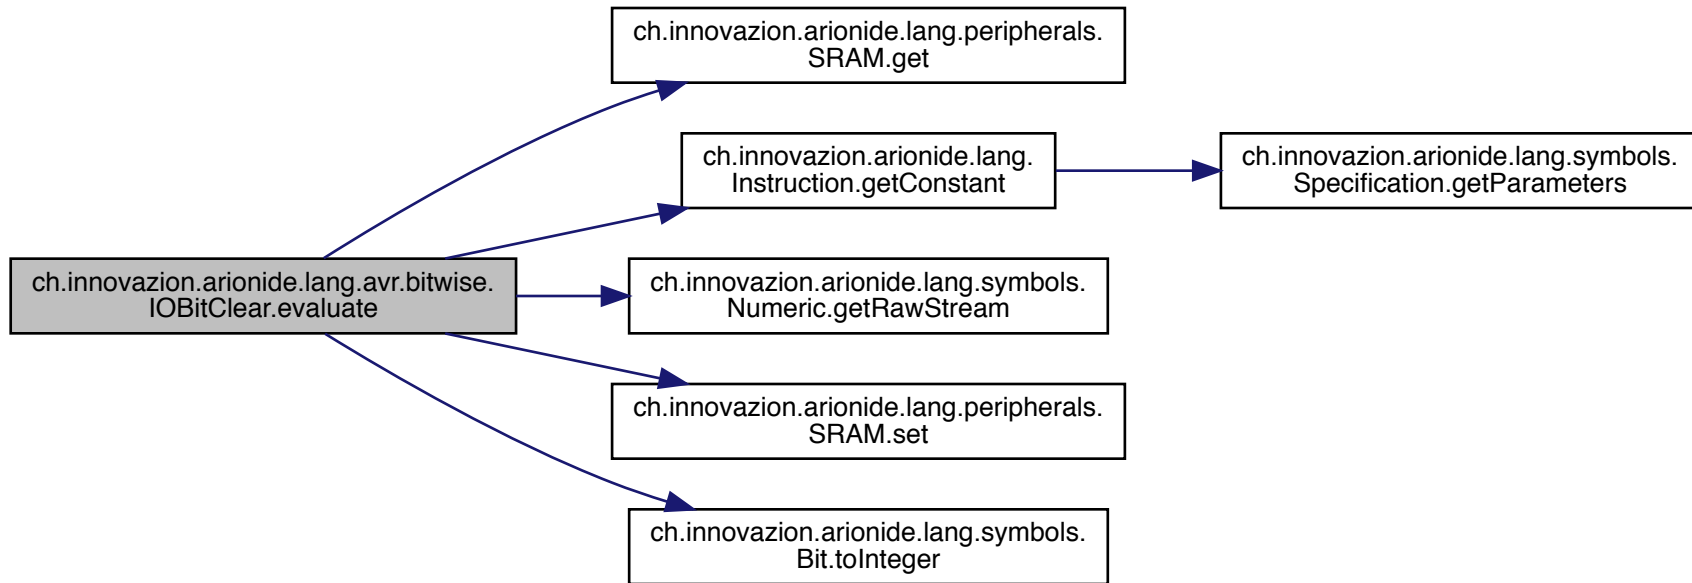 ch.innovazion.arionide.lang.peripherals.
SRAM.get
ch.innovazion.arionide.lang.
Instruction.getConstant
ch.innovazion.arionide.lang.symbols.
Specification.getParameters
ch.innovazion.arionide.lang.avr.bitwise.
IOBitClear.evaluate
ch.innovazion.arionide.lang.symbols.
Numeric.getRawStream
ch.innovazion.arionide.lang.peripherals.
SRAM.set
ch.innovazion.arionide.lang.symbols.
Bit.toInteger